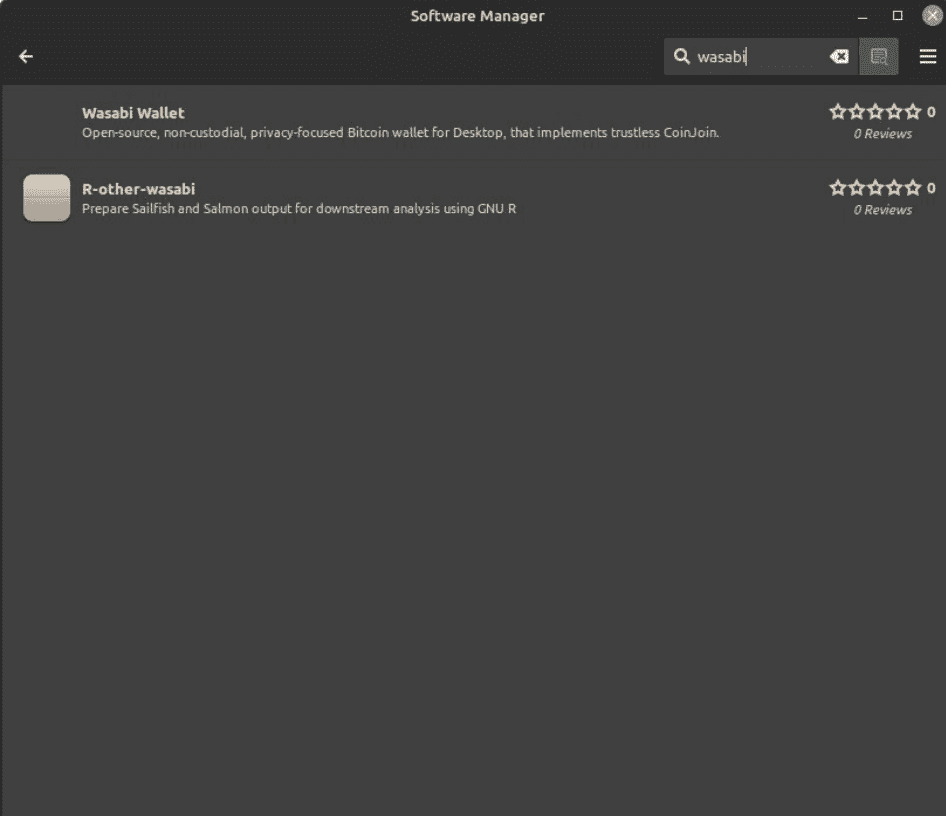 Software Manager
wasabi
Wasabi Wallet
Open-source, non-custodial, privacy-focused Bitcoin wallet for Desktop, that implements trustless CoinJoin.
0
0 Reviews
R-other-wasabi
Prepare Sailfish and Salmon output for downstream analysis using GNU R
0
0 Reviews